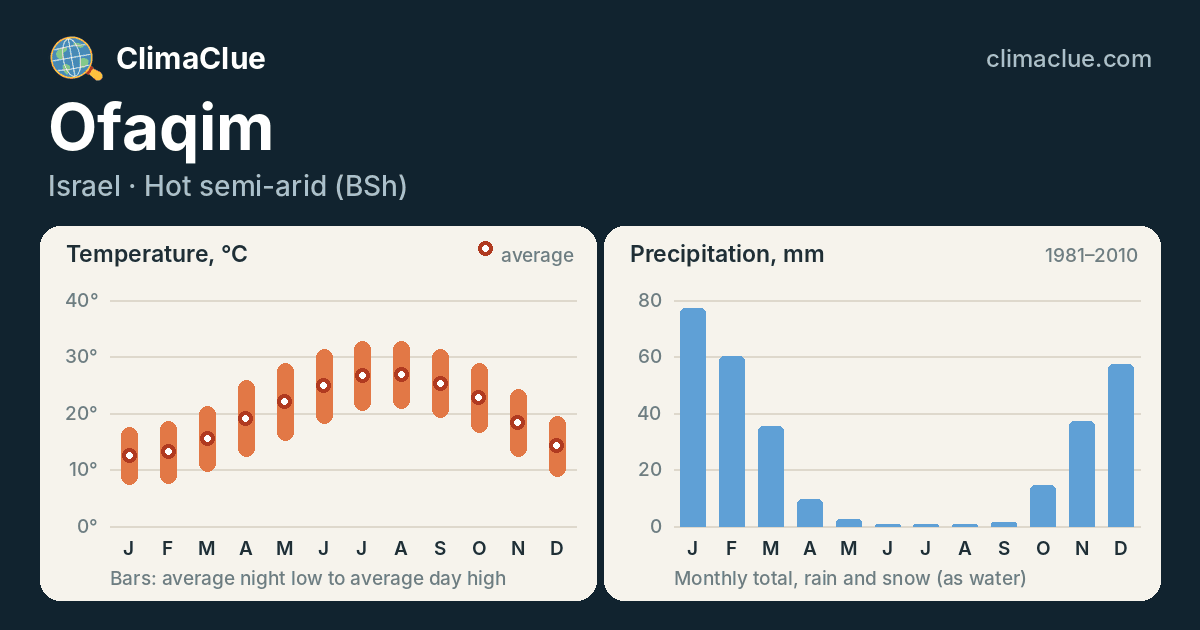 ClimaClue
climaclue.com
Ofaqim
Israel · Hot semi-arid (BSh)
Temperature, °C
average
40°
30°
20°
10°
0°
J F M A M J J A S O N D
Bars: average night low to average day high
Precipitation, mm
1981–2010
80
60
40
20
0
J F M A M J J A S O N D
Monthly total, rain and snow (as water)